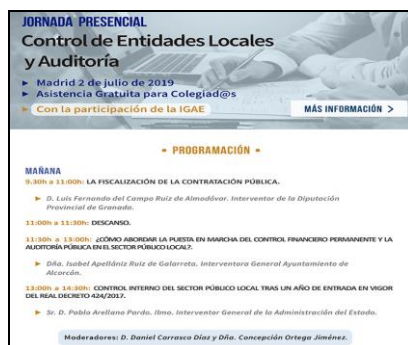 JORNADA PRESENCIAL
Control de Entidades Locales
y Auditoría
► Madrid 2 de julio de 2019
► Asistencia Gratuita para Colegiad@s
► Con la participación de la IGAE
MÁS INFORMACIÓN >
• PROGRAMACIÓN •
MAÑANA
9.30h a 11:00h: LA FISCALIZACIÓN DE LA CONTRATACIÓN PÚBLICA.
► D. Luis Fernando del Campo Ruiz de Almodóvar. Interventor de la Diputación
Provincial de Granada.
11:00h a 11:30h: DESCANSO.
11:30h a 13:00h: ¿CÓMO ABORDAR LA PUESTA EN MARCHA DEL CONTROL FINANCIERO PERMANENTE Y LA
AUDITORÍA PÚBLICA EN EL SECTOR PÚBLICO LOCAL?.
► Dña. Isabel Apellániz Ruiz de Galarreta. Interventora General Ayuntamiento de
Alcorcón.
13:00h a 14:30h: CONTROL INTERNO DEL SECTOR PÚBLICO LOCAL TRAS UN AÑO DE ENTRADA EN VIGOR
DEL REAL DECRETO 424/2017.
► Sr. D. Pablo Arellano Pardo. Ilmo. Interventor General de la Administración del Estado.
Moderadores: D. Daniel Carrasco Díaz y Dña. Concepción Ortega Jiménez.